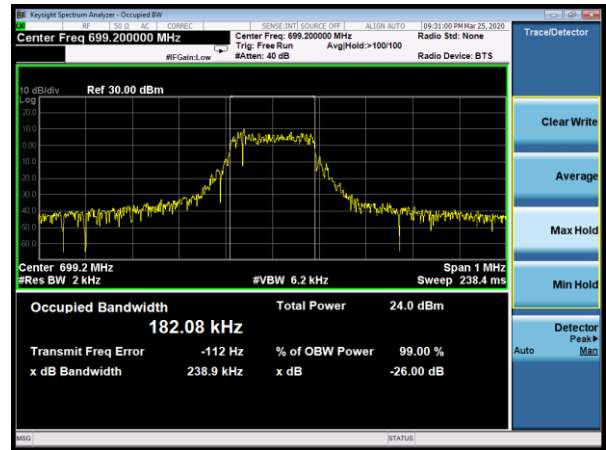 Keysight Spectrum Analyzer - Occupied BW
RF 50 Ω AC CORREC SENSE:INT SOURCE OFF ALIGN AUTO 09:31:00 PM Mar 25, 2020
Center Freq 699.200000 MHz Center Freq: 699.200000 MHz Radio Std: None
Trig: Free Run Avg|Hold:>100/100
#IFGain:Low #Atten: 40 dB Radio Device: BTS
Trace/Detector
10 dB/div Ref 30.00 dBm
Log
20.0
10.0
0.00
-10.0
-20.0
-30.0
-40.0
-50.0
-60.0
Center 699.2 MHz Span 1 MHz
#Res BW 2 kHz #VBW 6.2 kHz Sweep 238.4 ms
Occupied Bandwidth Total Power 24.0 dBm
182.08 kHz
Transmit Freq Error -112 Hz % of OBW Power 99.00 %
x dB Bandwidth 238.9 kHz x dB -26.00 dB
Clear Write
Average
Max Hold
Min Hold
Detector
Peak▶
Auto Man
MSG STATUS